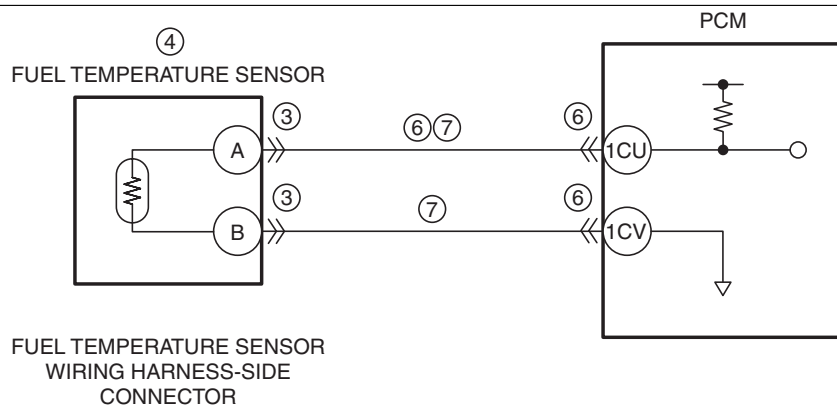 PCM
④
FUEL TEMPERATURE SENSOR
A ③ ⑥⑦ ⑥ 1CU
B ③ ⑦ ⑥ 1CV
FUEL TEMPERATURE SENSOR
WIRING HARNESS-SIDE
CONNECTOR